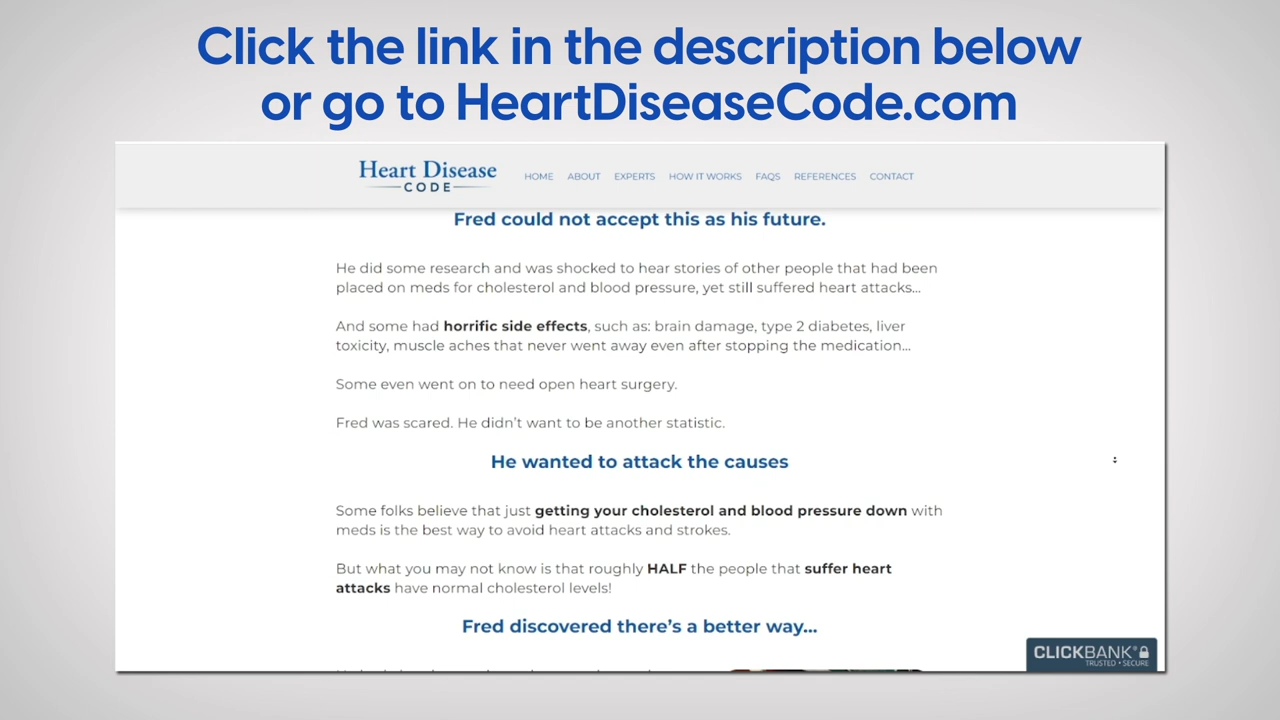 Click the link in the description below
or go to HeartDiseaseCode.com
Heart Disease
CODE
HOME ABOUT EXPERTS HOW IT WORKS FAQS REFERENCES CONTACT
Fred could not accept this as his future.
He did some research and was shocked to hear stories of other people that had been
placed on meds for cholesterol and blood pressure, yet still suffered heart attacks...
And some had horrific side effects, such as: brain damage, type 2 diabetes, liver
toxicity, muscle aches that never went away even after stopping the medication...
Some even went on to need open heart surgery.
Fred was scared. He didn't want to be another statistic.
He wanted to attack the causes
Some folks believe that just getting your cholesterol and blood pressure down with
meds is the best way to avoid heart attacks and strokes.
But what you may not know is that roughly HALF the people that suffer heart
attacks have normal cholesterol levels!
Fred discovered there's a better way...
CLICKBANK®
TRUSTED • SECURE